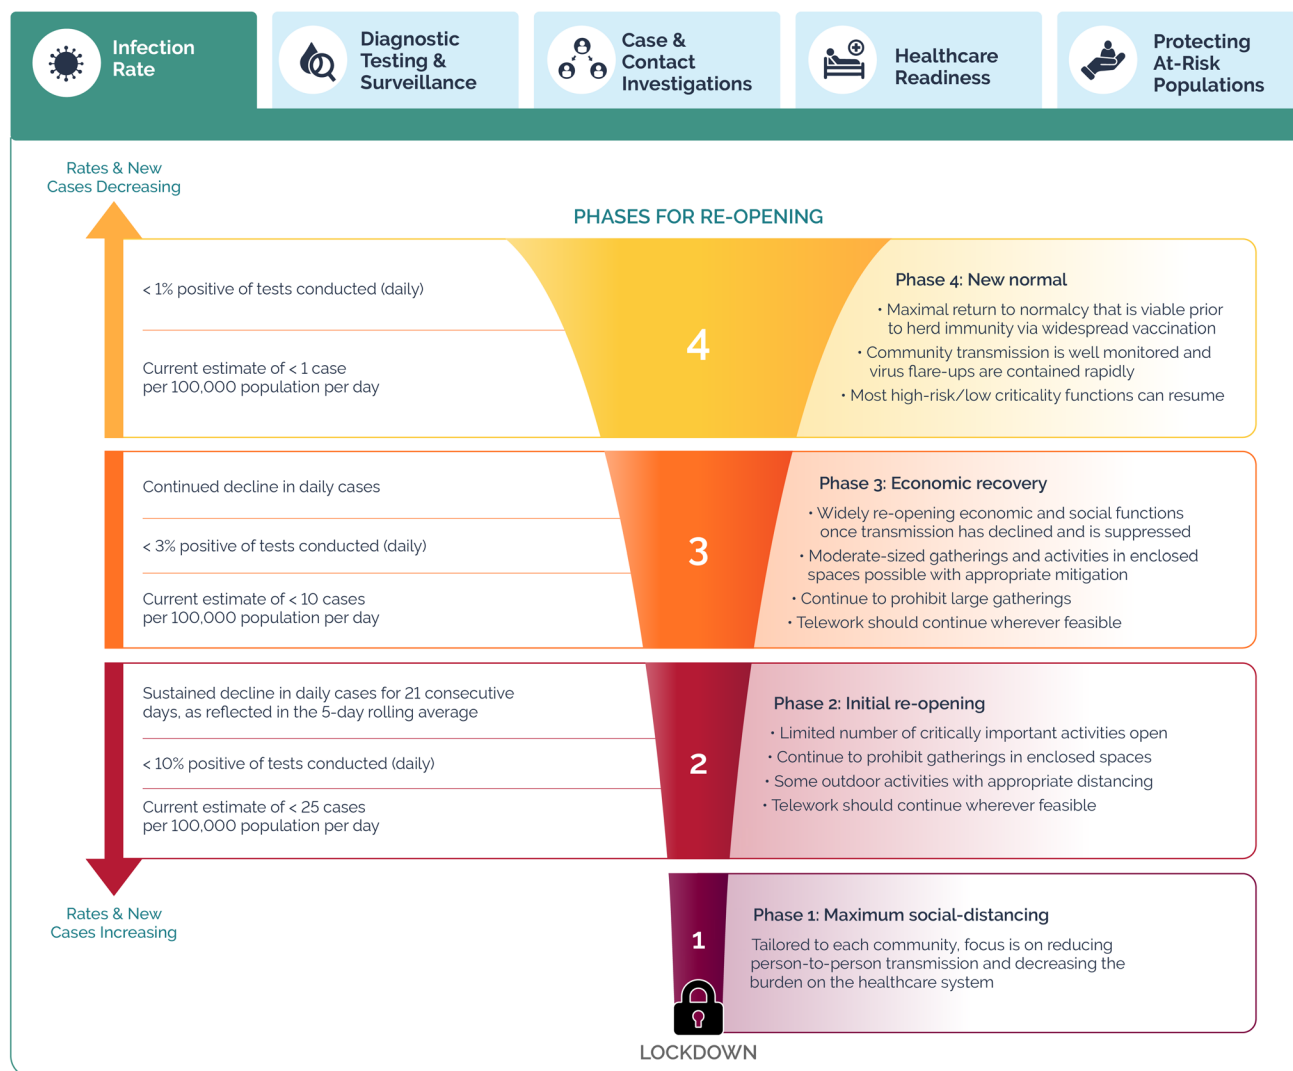 Infection
Rate
Diagnostic
Testing &
Surveillance
Case &
Contact
Investigations
Healthcare
Readiness
Protecting
At-Risk
Populations
Rates & New
Cases Decreasing
PHASES FOR RE-OPENING
< 1% positive of tests conducted (daily)
Current estimate of < 1 case
per 100,000 population per day
4
Phase 4: New normal
• Maximal return to normalcy that is viable prior
to herd immunity via widespread vaccination
• Community transmission is well monitored and
virus flare-ups are contained rapidly
• Most high-risk/low criticality functions can resume
Continued decline in daily cases
< 3% positive of tests conducted (daily)
Current estimate of < 10 cases
per 100,000 population per day
3
Phase 3: Economic recovery
• Widely re-opening economic and social functions
once transmission has declined and is suppressed
• Moderate-sized gatherings and activities in enclosed
spaces possible with appropriate mitigation
• Continue to prohibit large gatherings
• Telework should continue wherever feasible
Sustained decline in daily cases for 21 consecutive
days, as reflected in the 5-day rolling average
< 10% positive of tests conducted (daily)
Current estimate of < 25 cases
per 100,000 population per day
2
Phase 2: Initial re-opening
• Limited number of critically important activities open
• Continue to prohibit gatherings in enclosed spaces
• Some outdoor activities with appropriate distancing
• Telework should continue wherever feasible
Rates & New
Cases Increasing
1
Phase 1: Maximum social-distancing
Tailored to each community, focus is on reducing
person-to-person transmission and decreasing the
burden on the healthcare system
LOCKDOWN